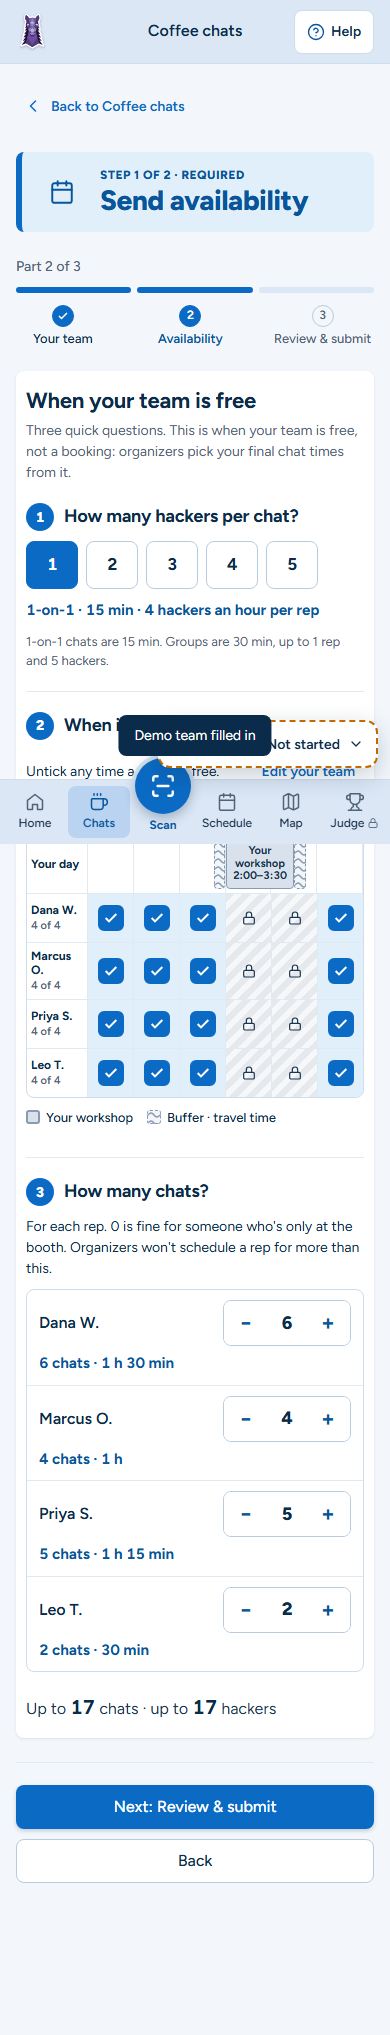 Coffee chats
Help
Back to Coffee chats
STEP 1 OF 2 · REQUIRED
Send availability
Part 2 of 3
Your team
2
Availability
3
Review & submit
When your team is free
Three quick questions. This is when your team is free,
not a booking: organizers pick your final chat times
from it.
1 How many hackers per chat?
1 2 3 4 5
1-on-1 · 15 min · 4 hackers an hour per rep
1-on-1 chats are 15 min. Groups are 30 min, up to 1 rep
and 5 hackers.
2 When i
Demo team filled in
Not started
Untick any time a
free.
Edit your team
Home
Chats
Scan
Schedule
Map
Judge
Your day
Your
workshop
2:00–3:30
Dana W.
4 of 4
Marcus
O.
4 of 4
Priya S.
4 of 4
Leo T.
4 of 4
Your workshop
Buffer · travel time
3 How many chats?
For each rep. 0 is fine for someone who's only at the
booth. Organizers won't schedule a rep for more than
this.
Dana W.
− 6 +
6 chats · 1 h 30 min
Marcus O.
− 4 +
4 chats · 1 h
Priya S.
− 5 +
5 chats · 1 h 15 min
Leo T.
− 2 +
2 chats · 30 min
Up to 17 chats · up to 17 hackers
Next: Review & submit
Back